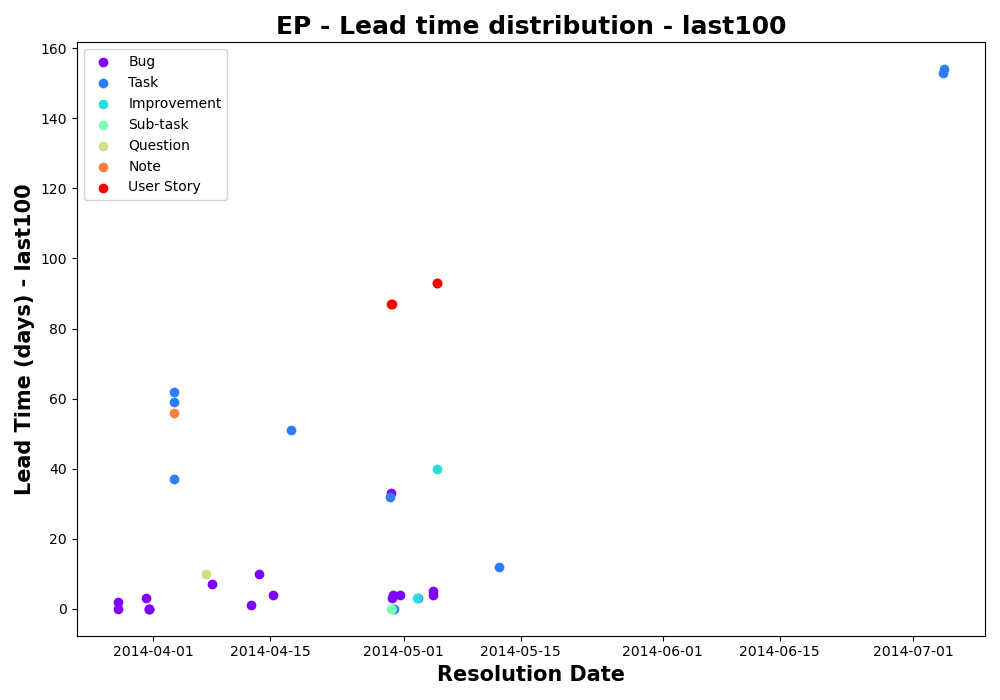 EP - Lead time distribution - last100
Bug
Task
Improvement
Sub-task
Question
Note
User Story
Lead Time (days) - last100
160
140
120
100
80
60
40
20
0
2014-04-01
2014-04-15
2014-05-01
2014-05-15
2014-06-01
2014-06-15
2014-07-01
Resolution Date